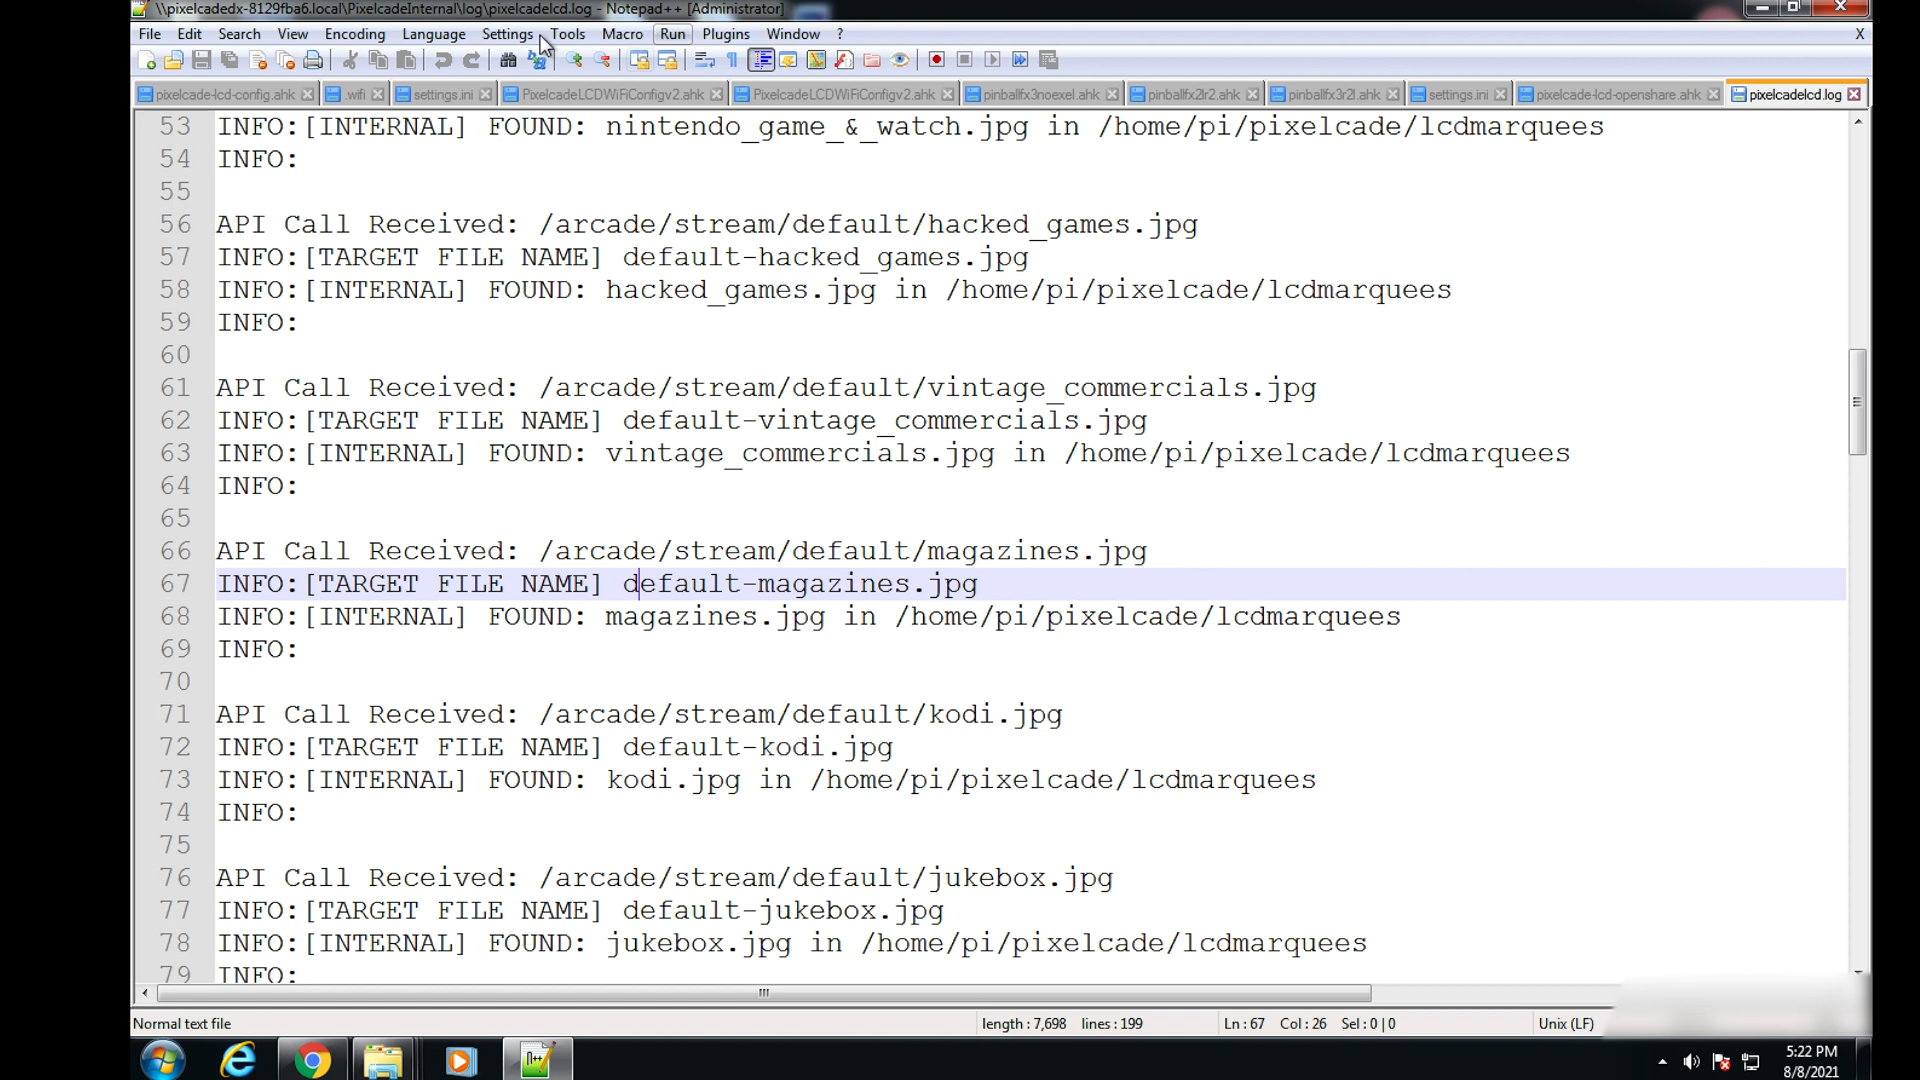 \\pixelcadedx-8129fba6.local\PixelcadeInternal\log\pixelcadelcd.log - Notepad++ [Administrator]
File Edit Search View Encoding Language Settings Tools Macro Run Plugins Window ? X
pixelcade-lcd-config.ahk .wifi settings.ini PixelcadeLCDWiFiConfigv2.ahk PixelcadeLCDWiFiConfigv2.ahk pinballfx3noexel.ahk pinballfx2lr2.ahk pinballfx3r2l.ahk settings.ini pixelcade-lcd-openshare.ahk pixelcadelcd.log
53 INFO:[INTERNAL] FOUND: nintendo_game_&_watch.jpg in /home/pi/pixelcade/lcdmarquees
54 INFO:
55
56 API Call Received: /arcade/stream/default/hacked_games.jpg
57 INFO:[TARGET FILE NAME] default-hacked_games.jpg
58 INFO:[INTERNAL] FOUND: hacked_games.jpg in /home/pi/pixelcade/lcdmarquees
59 INFO:
60
61 API Call Received: /arcade/stream/default/vintage_commercials.jpg
62 INFO:[TARGET FILE NAME] default-vintage_commercials.jpg
63 INFO:[INTERNAL] FOUND: vintage_commercials.jpg in /home/pi/pixelcade/lcdmarquees
64 INFO:
65
66 API Call Received: /arcade/stream/default/magazines.jpg
67 INFO:[TARGET FILE NAME] default-magazines.jpg
68 INFO:[INTERNAL] FOUND: magazines.jpg in /home/pi/pixelcade/lcdmarquees
69 INFO:
70
71 API Call Received: /arcade/stream/default/kodi.jpg
72 INFO:[TARGET FILE NAME] default-kodi.jpg
73 INFO:[INTERNAL] FOUND: kodi.jpg in /home/pi/pixelcade/lcdmarquees
74 INFO:
75
76 API Call Received: /arcade/stream/default/jukebox.jpg
77 INFO:[TARGET FILE NAME] default-jukebox.jpg
78 INFO:[INTERNAL] FOUND: jukebox.jpg in /home/pi/pixelcade/lcdmarquees
79 INFO:
Normal text file length : 7,698 lines : 199 Ln : 67 Col : 26 Sel : 0 | 0 Unix (LF)
5:22 PM
8/8/2021